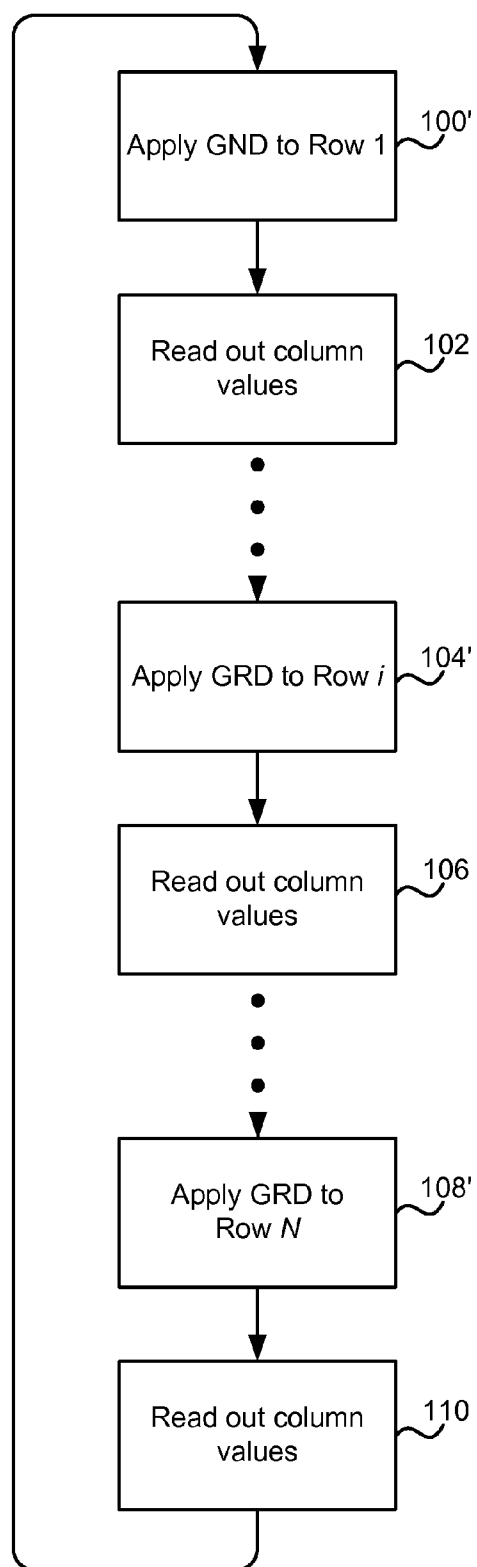 Apply GND to Row 1
100'
Read out column
values
102
Apply GRD to Row i
104'
Read out column
values
106
Apply GRD to
Row N
108'
Read out column
values
110